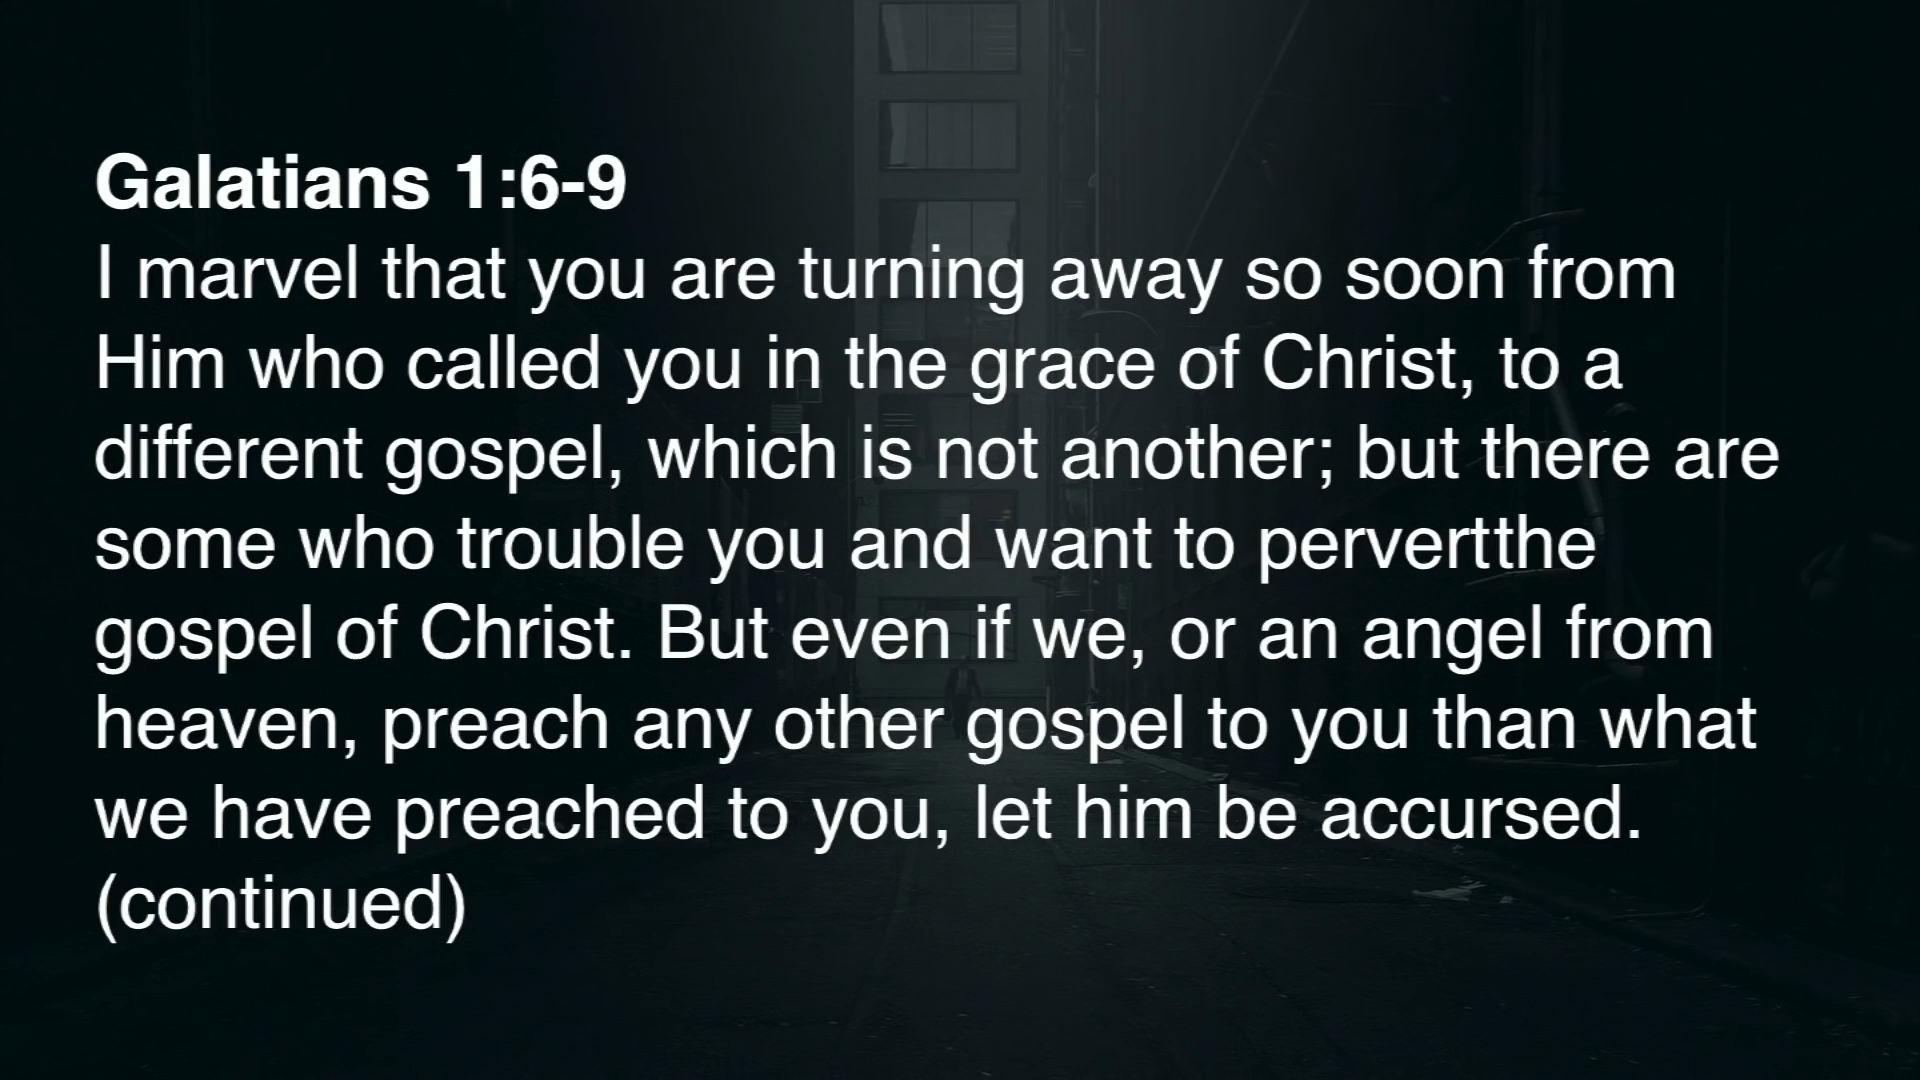 Galatians 1:6-9
I marvel that you are turning away so soon from
Him who called you in the grace of Christ, to a
different gospel, which is not another; but there are
some who trouble you and want to pervertthe
gospel of Christ. But even if we, or an angel from
heaven, preach any other gospel to you than what
we have preached to you, let him be accursed.
(continued)